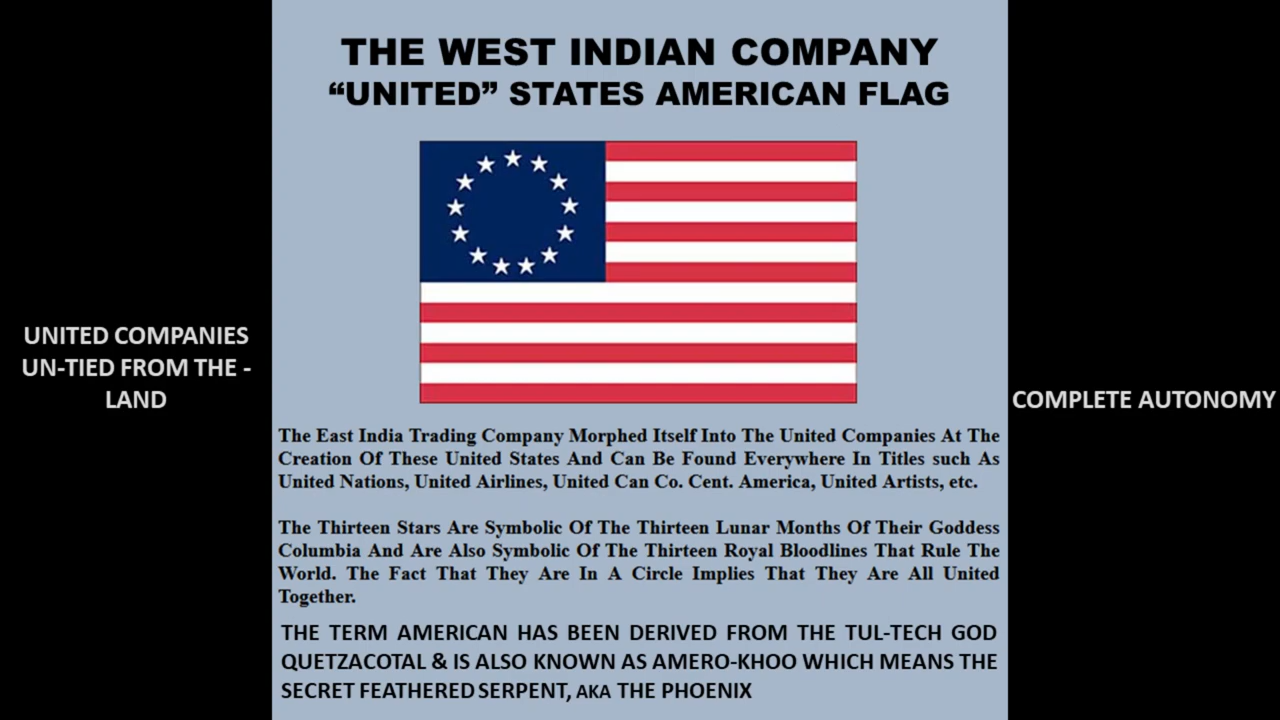 THE WEST INDIAN COMPANY
“UNITED” STATES AMERICAN FLAG
UNITED COMPANIES
UN-TIED FROM THE -
LAND
COMPLETE AUTONOMY
The East India Trading Company Morphed Itself Into The United Companies At The
Creation Of These United States And Can Be Found Everywhere In Titles such As
United Nations, United Airlines, United Can Co. Cent. America, United Artists, etc.
The Thirteen Stars Are Symbolic Of The Thirteen Lunar Months Of Their Goddess
Columbia And Are Also Symbolic Of The Thirteen Royal Bloodlines That Rule The
World. The Fact That They Are In A Circle Implies That They Are All United
Together.
THE TERM AMERICAN HAS BEEN DERIVED FROM THE TUL-TECH GOD
QUETZACOTAL & IS ALSO KNOWN AS AMERO-KHOO WHICH MEANS THE
SECRET FEATHERED SERPENT, AKA THE PHOENIX